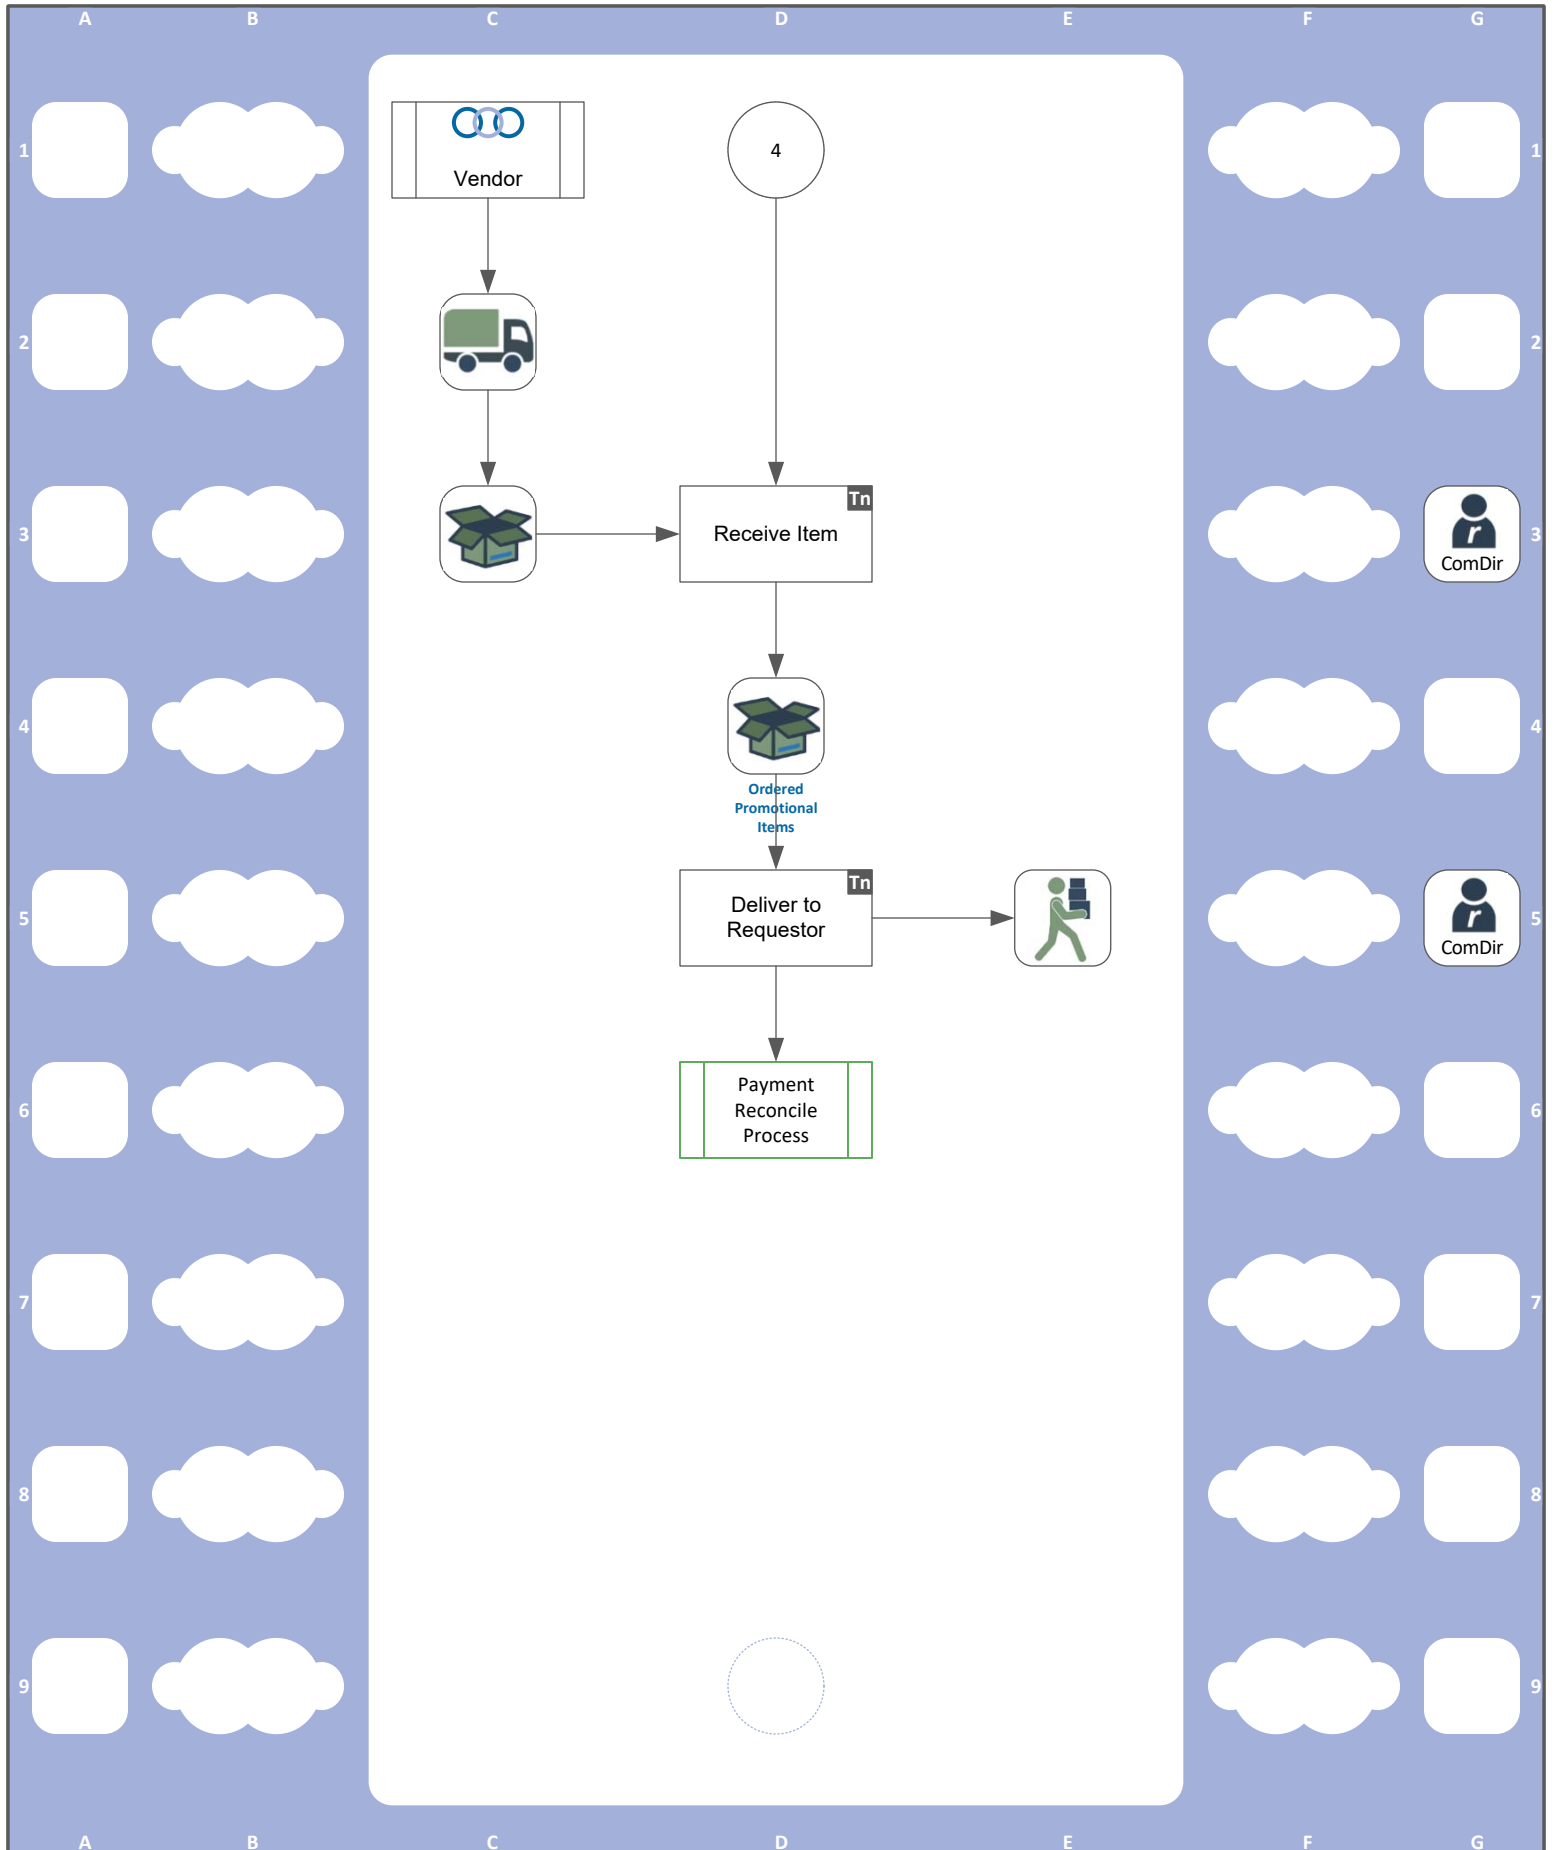 A B C D E F G
1 Vendor 4 1
2 2
3 Tn 3
Receive Item
r
ComDir
4 4
Ordered
Promotional
Items
5 Tn 5
Deliver to
Requestor
r
ComDir
6 6
Payment
Reconcile
Process
7 7
8 8
9 9
A B C D E F G